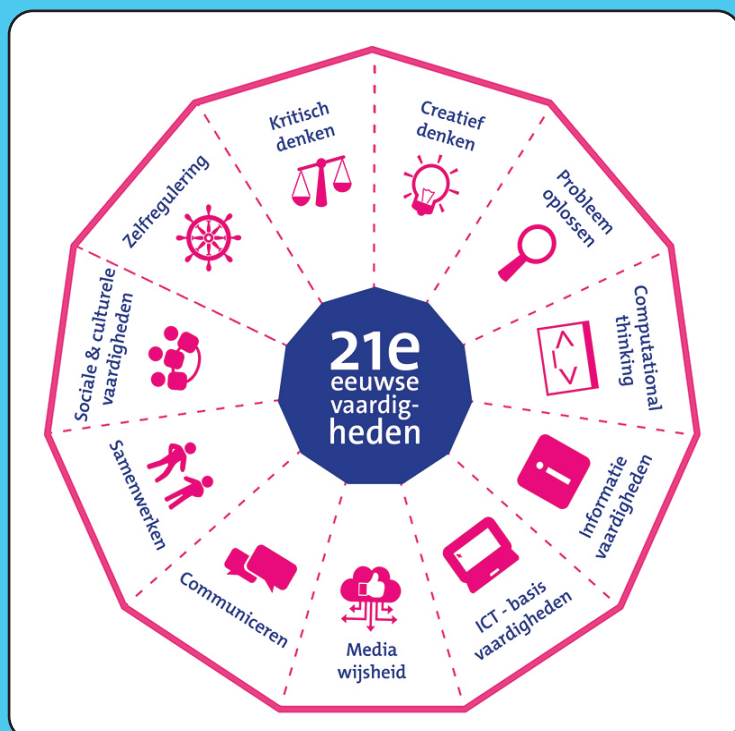 Kritisch
denken
Creatief
denken
Probleem
oplossen
Computational
thinking
Informatie
vaardigheden
ICT - basis
vaardigheden
Media
wijsheid
Communiceren
Samenwerken
Sociale & culturele
vaardigheden
Zelfregulering
21e
eeuwse
vaardig-
heden